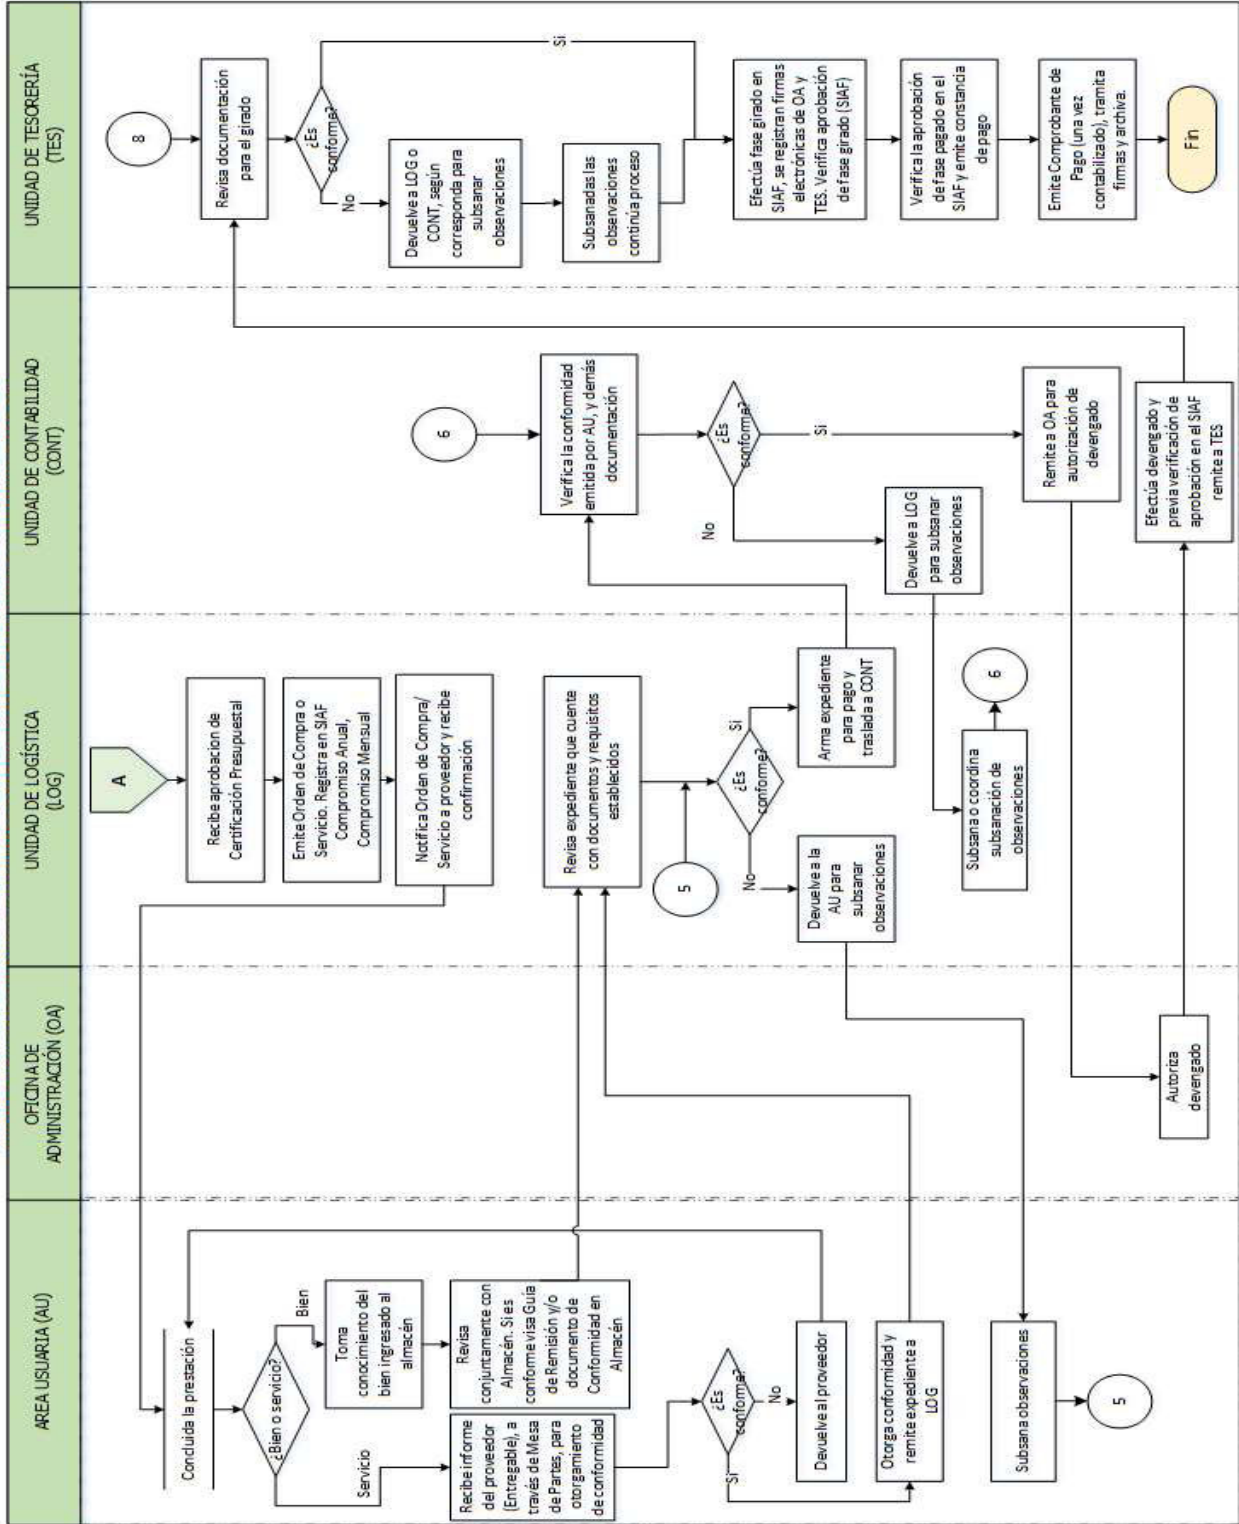 AREA USUARIA (AU)
OFICINA DE
ADMINISTRACIÓN (OA)
UNIDAD DE LOGÍSTICA
(LOG)
UNIDAD DE CONTABILIDAD
(CONT)
UNIDAD DE TESORERÍA
(TES)
Concluida la prestación
¿Bien o servicio?
Bien
Servicio
Toma
conocimiento del
bien ingresado al
almacén
Revisa
conjuntamente con
Almacén. Si es
conforme visa Guía
de Remisión y/o
documento de
Conformidad en
Almacén
Recibe informe
del proveedor
(Entregable), a
través de Mesa
de Partes, para
otorgamiento
de conformidad
¿Es
conforme?
No
Si
Devuelve al proveedor
Otorga conformidad y
remite expediente a
LOG
Subsana observaciones
5
Autoriza
devengado
A
Recibe aprobacion de
Certificación Presupuestal
Emite Orden de Compra o
Servicio. Registra en SIAF
Compromiso Anual,
Compromiso Mensual
Notifica Orden de Compra/
Servicio a proveedor y recibe
confirmación
Revisa expediente que cuente
con documentos y requisitos
establecidos
5
¿Es
conforme?
No
Si
Devuelve a la
AU para
subsanar
observaciones
Arma expediente
para pago y
traslada a CONT
Subsana o coordina
subsanación de
observaciones
6
6
Verifica la conformidad
emitida por AU, y demás
documentación
¿Es
conforme?
No
Si
Devuelve a LOG
para subsanar
observaciones
Remite a OA para
autorización de
devengado
Efectúa devengado y
previa verificación de
aprobación en el SIAF
remite a TES
8
Revisa documentación
para el girado
¿Es
conforme?
Si
No
Devuelve a LOG o
CONT, según
corresponda para
subsanar
observaciones
Subsanadas las
observaciones
continúa proceso
Efectúa fase girado en
SIAF, se registran firmas
electrónicas de OA y
TES. Verifica aprobación
de fase girado (SIAF)
Verifica la aprobación
de fase pagado en el
SIAF y emite constancia
de pago
Emite Comprobante de
Pago (una vez
contabilizado), tramita
firmas y archiva.
Fin